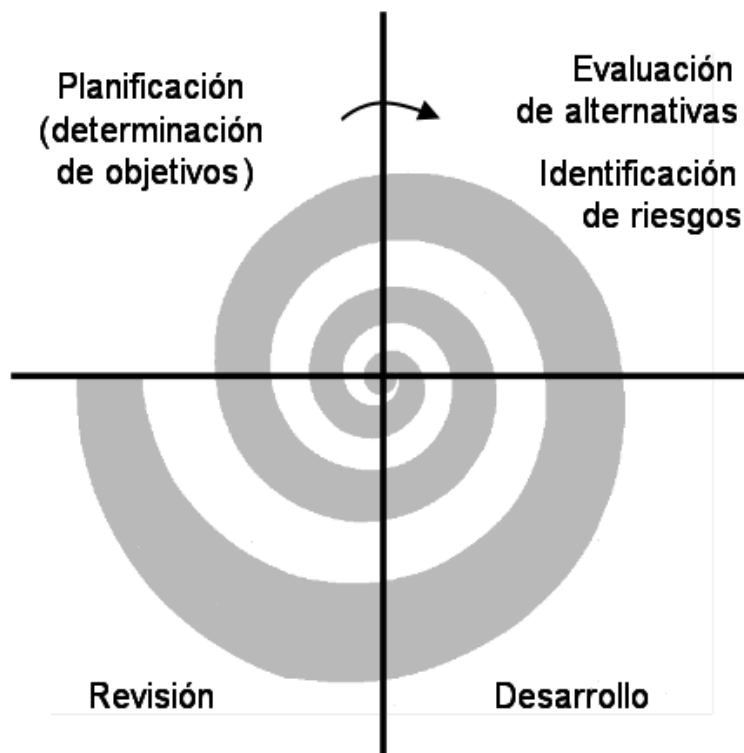 Planificación
(determinación
de objetivos)
Evaluación
de alternativas
Identificación
de riesgos
Revisión
Desarrollo